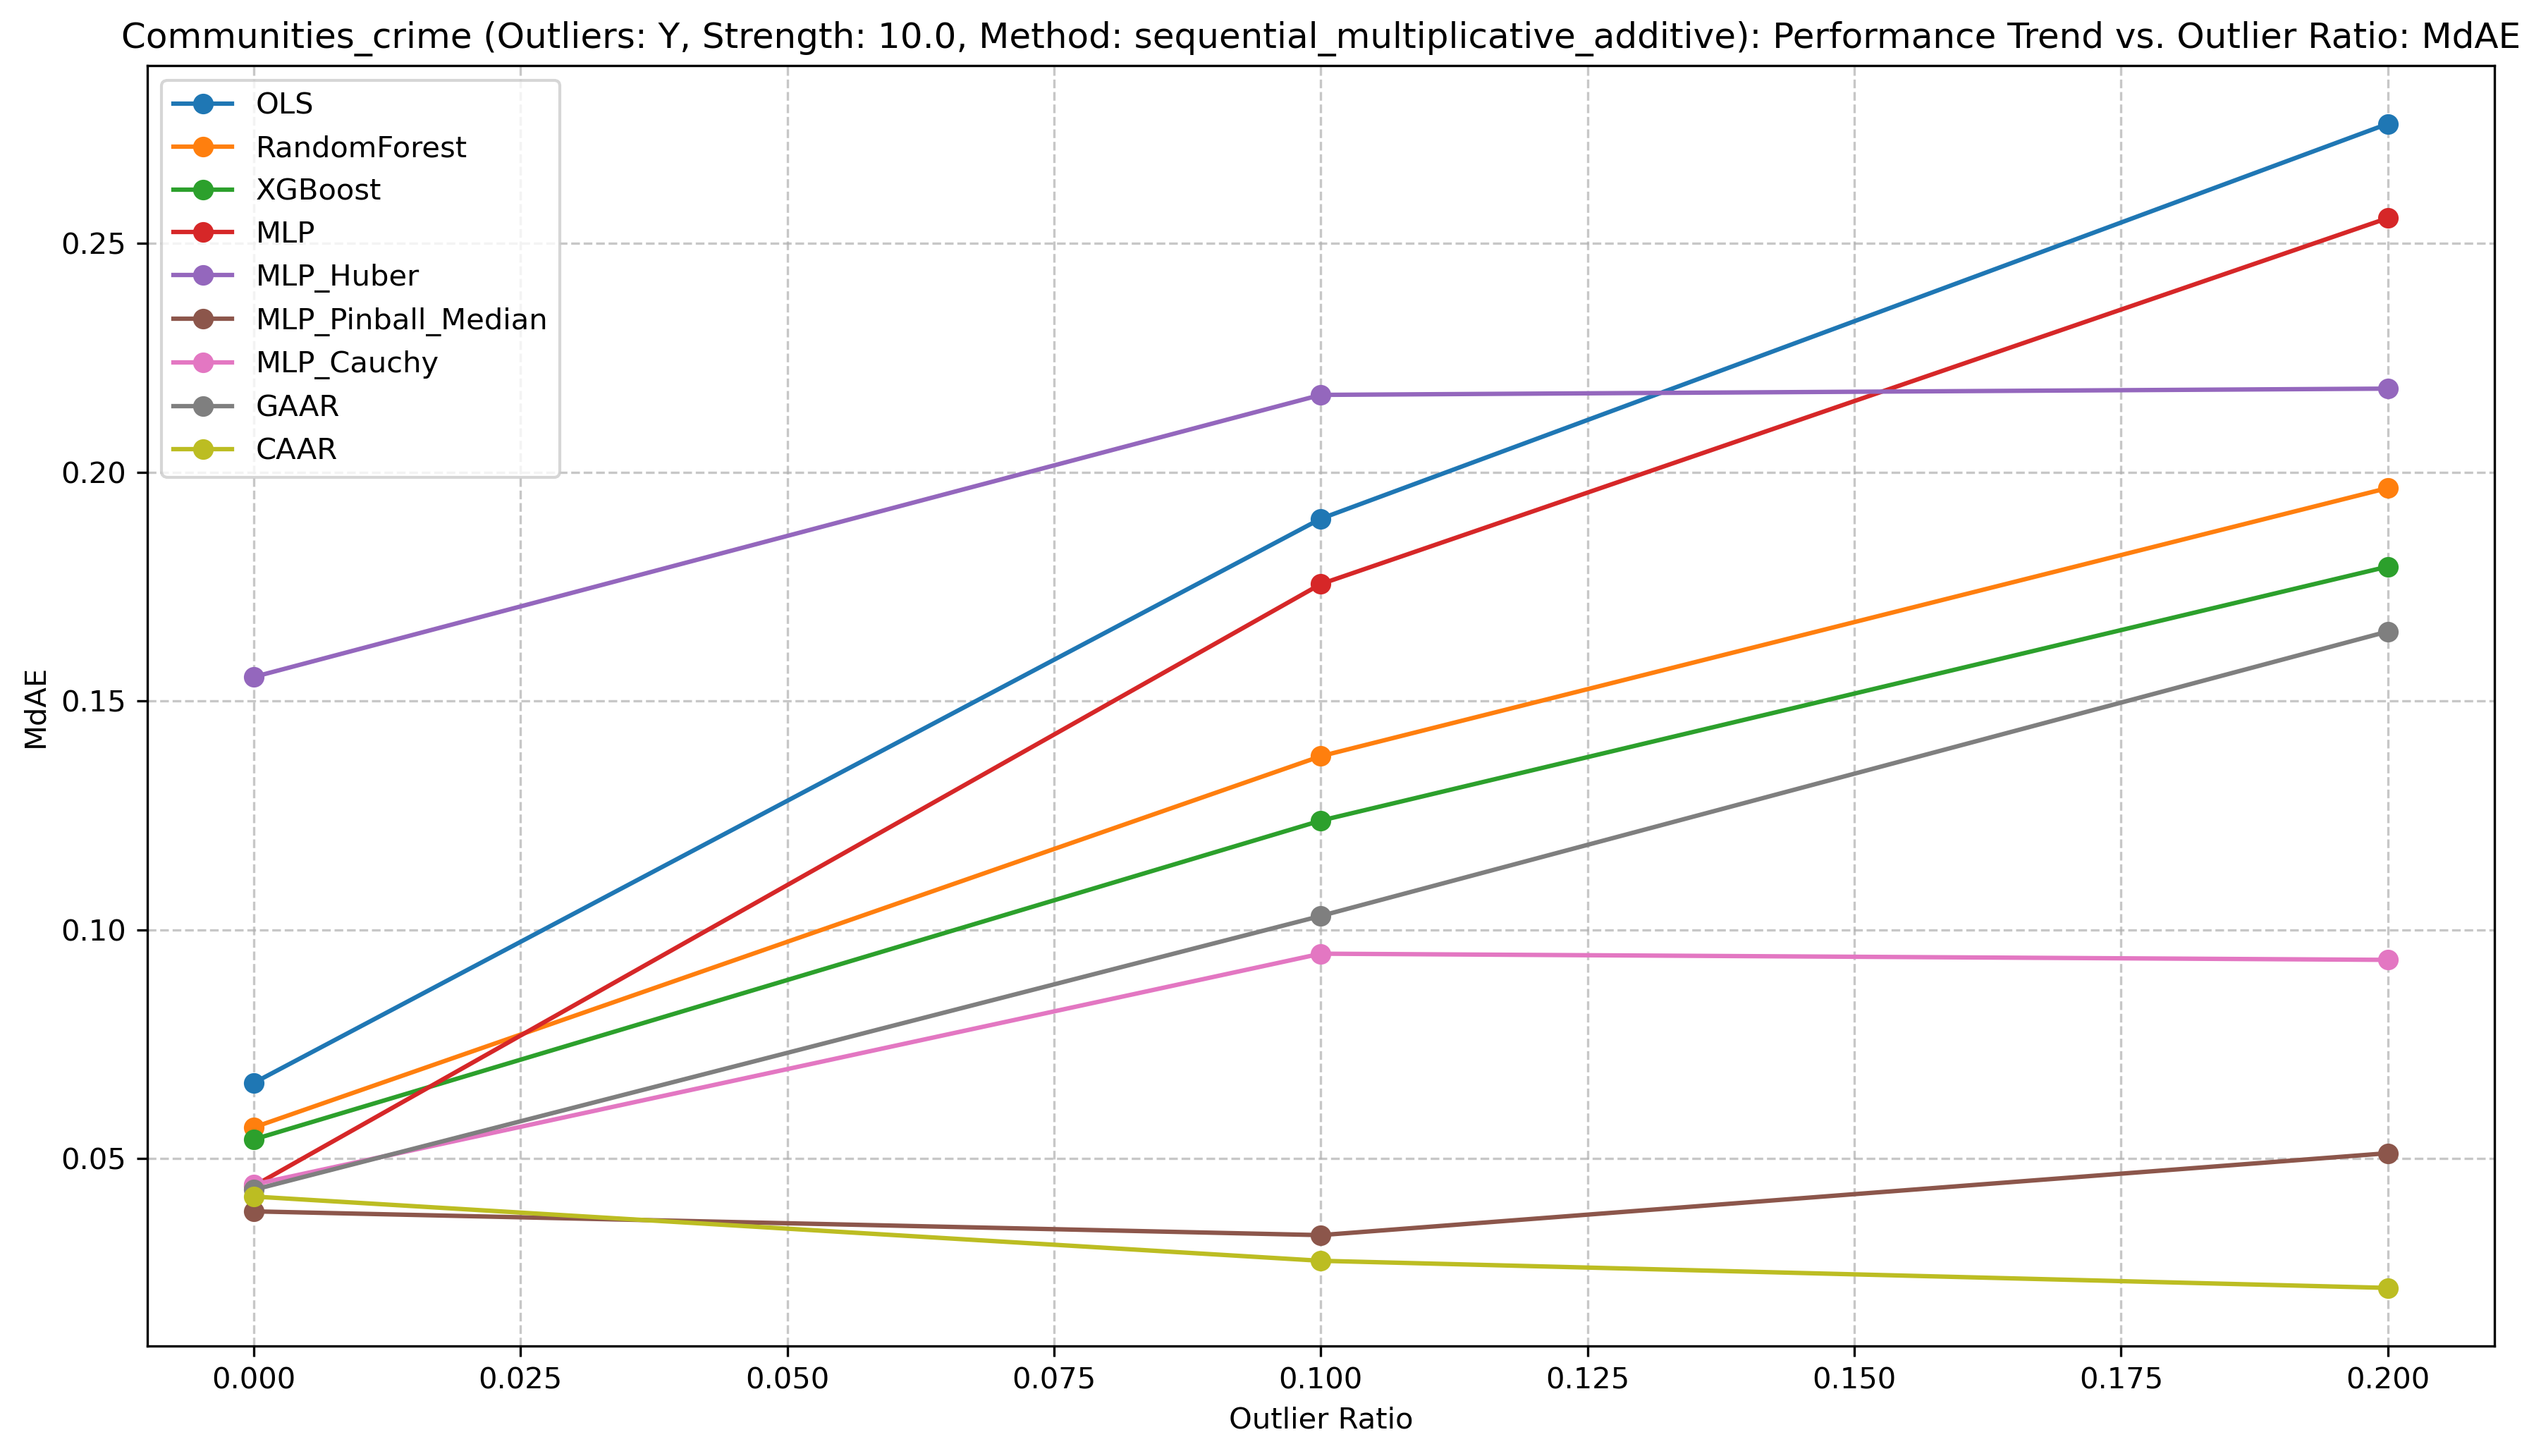 Communities_crime (Outliers: Y, Strength: 10.0, Method: sequential_multiplicative_additive): Performance Trend vs. Outlier Ratio: MdAE
OLS
RandomForest
XGBoost
MLP
MLP_Huber
MLP_Pinball_Median
MLP_Cauchy
GAAR
CAAR
MdAE
0.25
0.20
0.15
0.10
0.05
0.000
0.025
0.050
0.075
0.100
0.125
0.150
0.175
0.200
Outlier Ratio